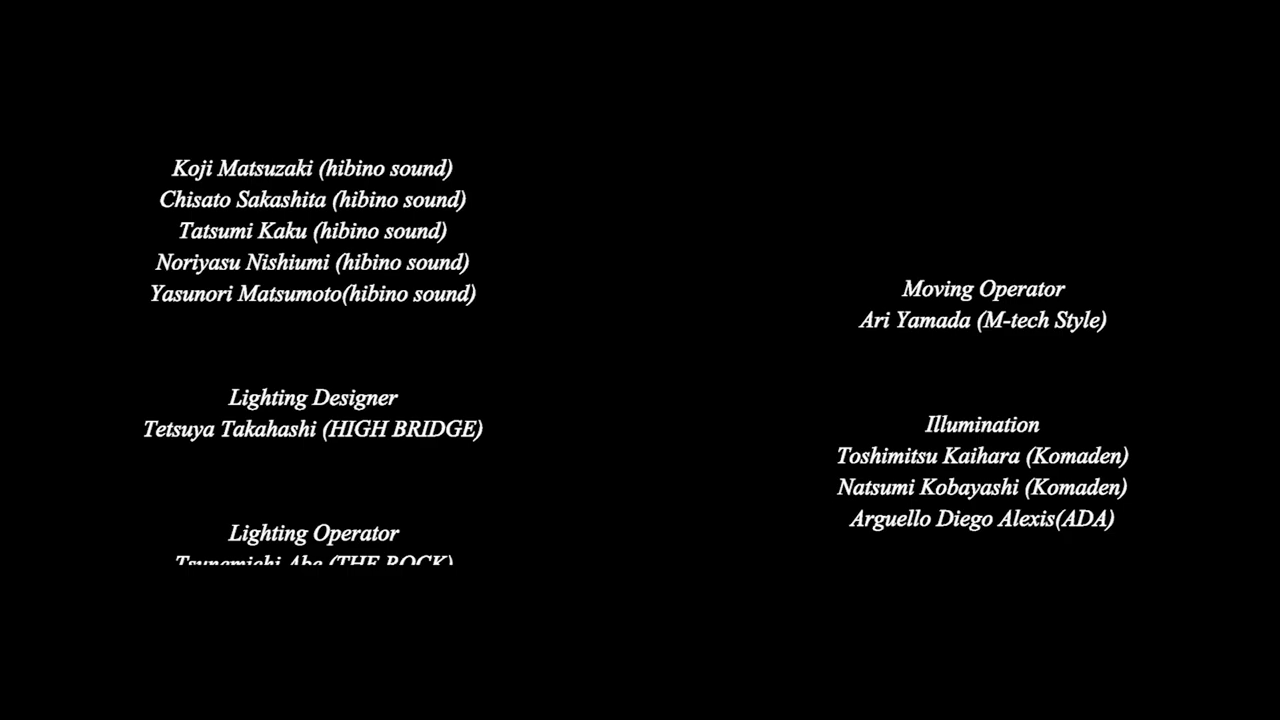 Koji Matsuzaki (hibino sound)
Chisato Sakashita (hibino sound)
Tatsumi Kaku (hibino sound)
Noriyasu Nishiumi (hibino sound)
Yasunori Matsumoto(hibino sound)
Lighting Designer
Tetsuya Takahashi (HIGH BRIDGE)
Lighting Operator
(THE ROCK)
Moving Operator
Ari Yamada (M-tech Style)
Illumination
Toshimitsu Kaihara (Komaden)
Natsumi Kobayashi (Komaden)
Arguello Diego Alexis(ADA)